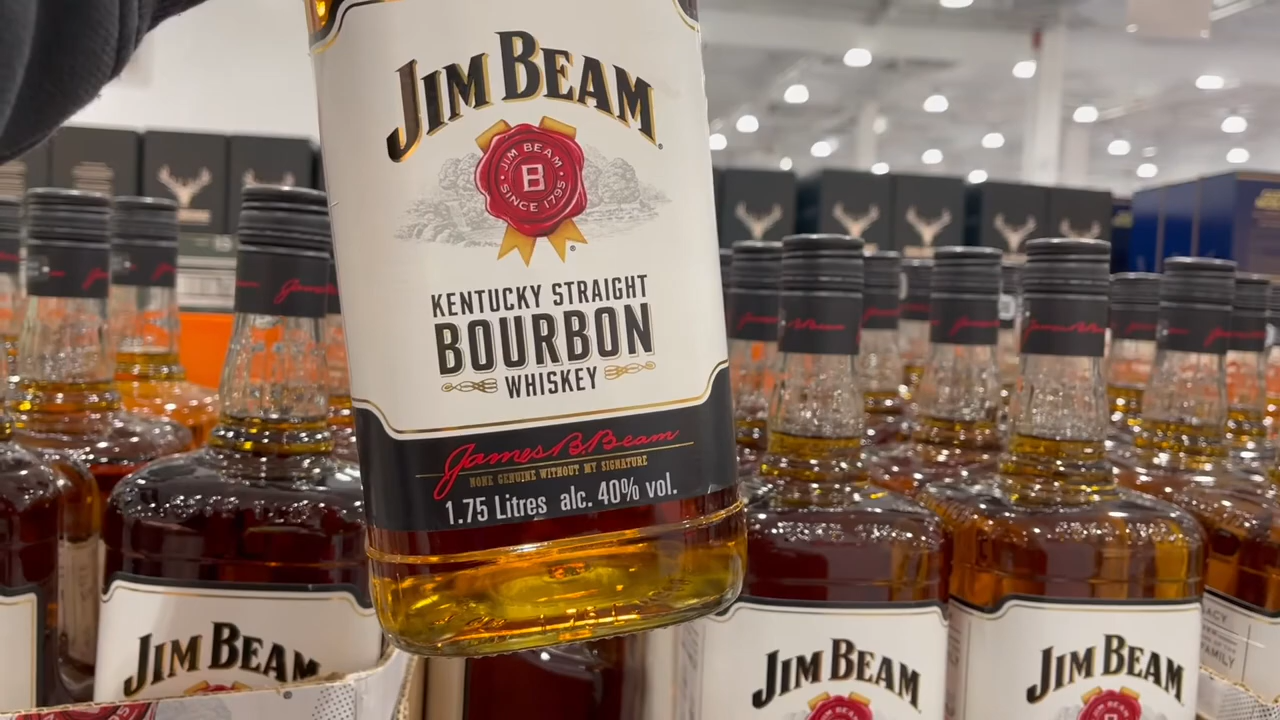 JIM BEAM
JIM BEAM
B
SINCE 1795
KENTUCKY STRAIGHT
BOURBON
WHISKEY
James B. Beam
NONE GENUINE WITHOUT MY SIGNATURE
1.75 Litres alc. 40% vol.
JIM BEAM
JIM BEAM
JIM BEAM
FAMILY